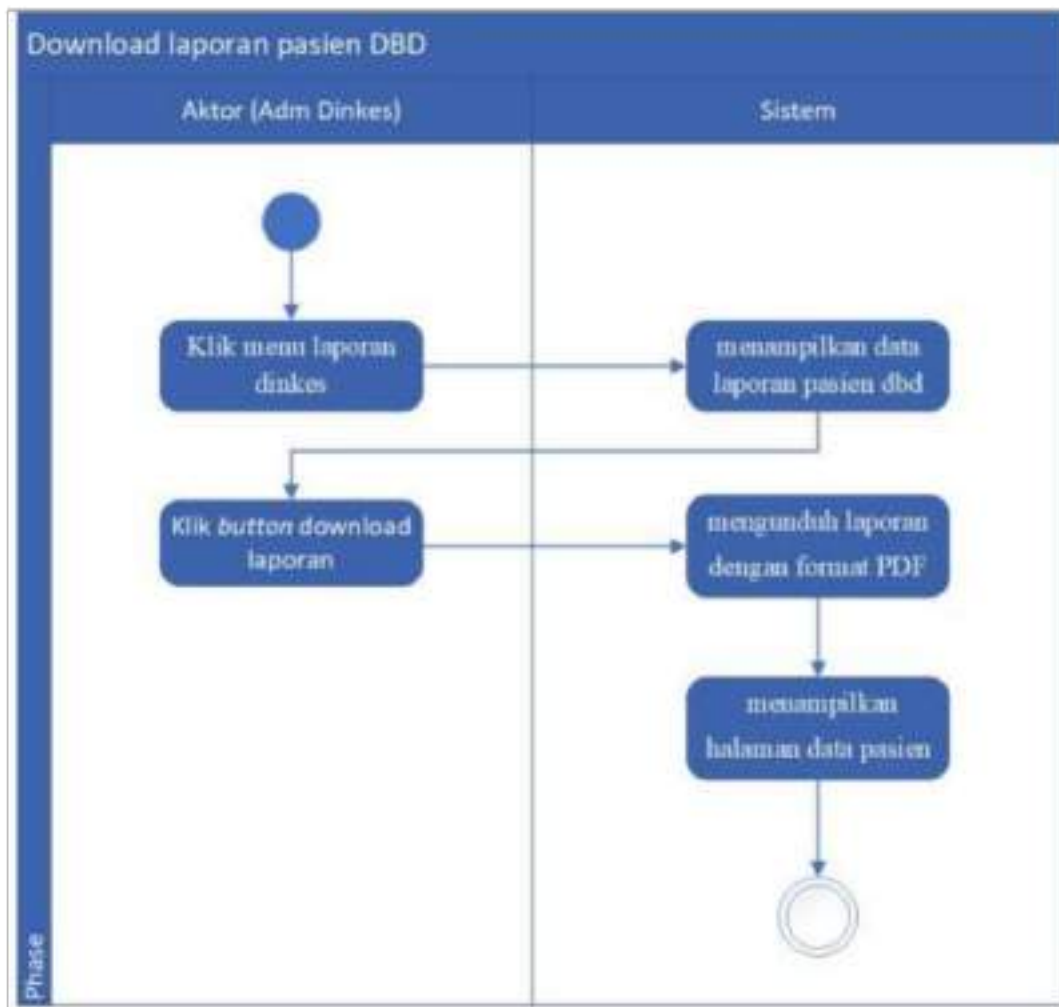 Download laporan pasien DBD
Aktor (Adm Dinkes)
Sistem
Klik menu laporan
dinkes
menampilkan data
laporan pasien dbd
Klik button download
laporan
mengunduh laporan
dengan format PDF
menampilkan
halaman data pasien
Phase